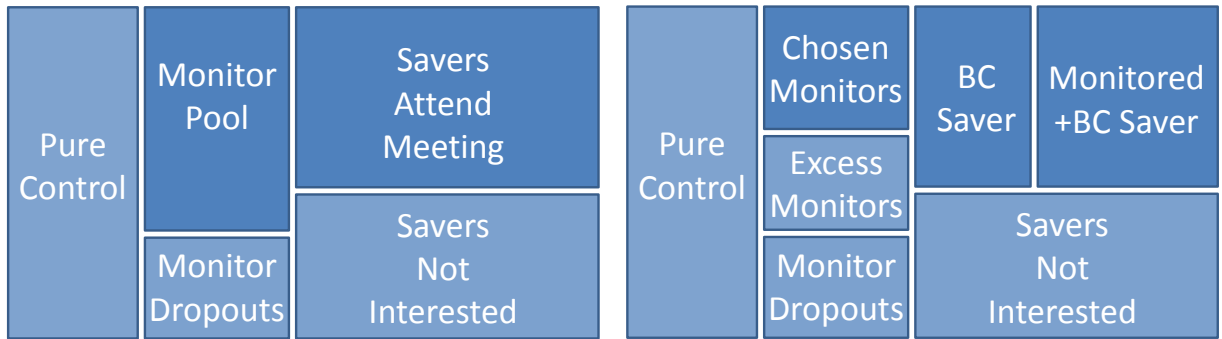 Pure
Control
Monitor
Pool
Monitor
Dropouts
Savers
Attend
Meeting
Savers
Not
Interested
Pure
Control
Chosen
Monitors
Excess
Monitors
Monitor
Dropouts
BC
Saver
Monitored
+BC Saver
Savers
Not
Interested